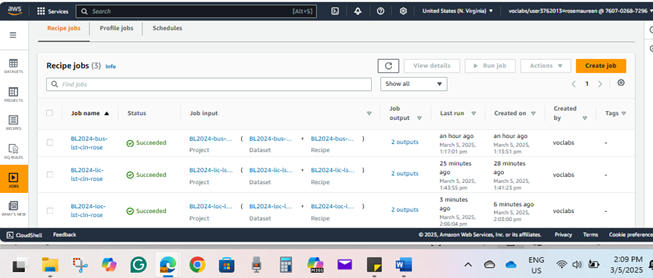 aws
Services
Search
[Alt+S]
United States (N. Virginia)
voclabs/user3762013=rosemaureen @ 7607-0268-7296
Recipe jobs
Profile jobs
Schedules
DATASETS
PROJECTS
RECIPES
DQ RULES
JOBS
WHAT'S NEW
Recipe jobs (3) Info
View details
Run job
Actions
Create job
Find jobs
Show all
1
Job name
Status
Job input
Job output
Last run
Created on
Created by
Tags
BL2024-bus-lst-cln-rose
Succeeded
BL2024-bus-... ( BL2024-bus-... + BL2024-bus-... )
Project Dataset Recipe
2 outputs
an hour ago
March 5, 2025, 1:17:01 pm
an hour ago
March 5, 2025, 1:13:51 pm
voclabs
-
BL2024-lic-lst-cln-rose
Succeeded
BL2024-lic-ls... ( BL2024-lic-ls... + BL2024-lic-ls... )
Project Dataset Recipe
2 outputs
25 minutes ago
March 5, 2025, 1:43:55 pm
28 minutes ago
March 5, 2025, 1:41:23 pm
voclabs
-
BL2024-loc-lst-cln-rose
Succeeded
BL2024-loc-l... ( BL2024-loc-l... + BL2024-loc-l... )
Project Dataset Recipe
2 outputs
3 minutes ago
March 5, 2025, 2:06:04 pm
6 minutes ago
March 5, 2025, 2:03:00 pm
voclabs
-
CloudShell
Feedback
© 2025, Amazon Web Services, Inc. or its affiliates.
Privacy
Terms
Cookie preferences
ENG
US
2:09 PM
3/5/2025